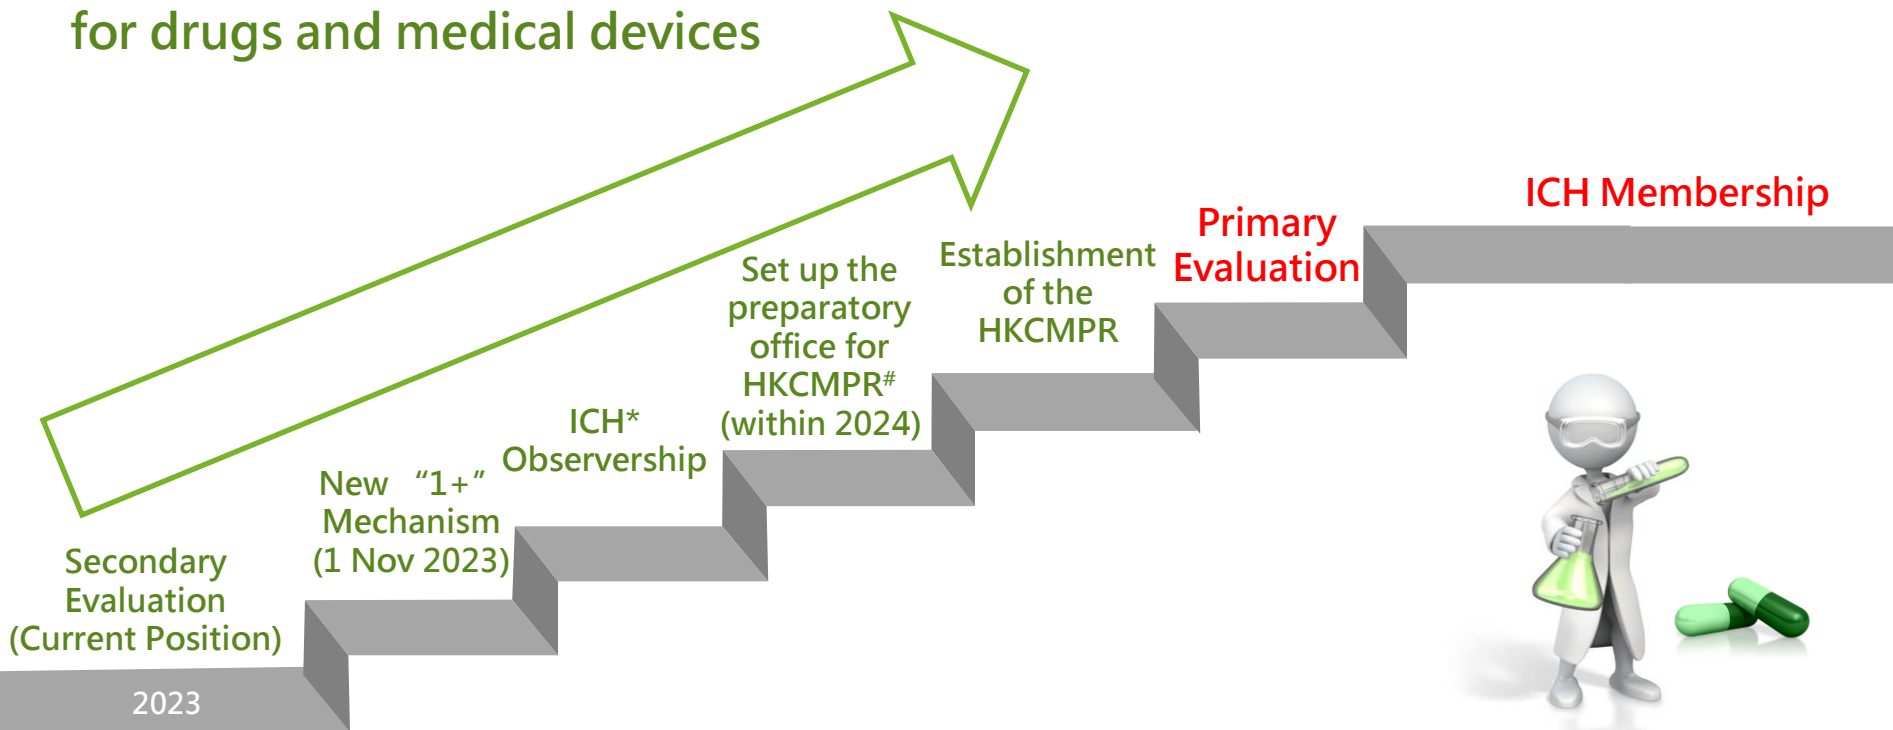 for drugs and medical devices
ICH Membership
Primary
Evaluation
Establishment
of the
HKCMPR
Set up the
preparatory
office for
HKCMPR#
(within 2024)
ICH*
Observership
New “1+”
Mechanism
(1 Nov 2023)
Secondary
Evaluation
(Current Position)
2023